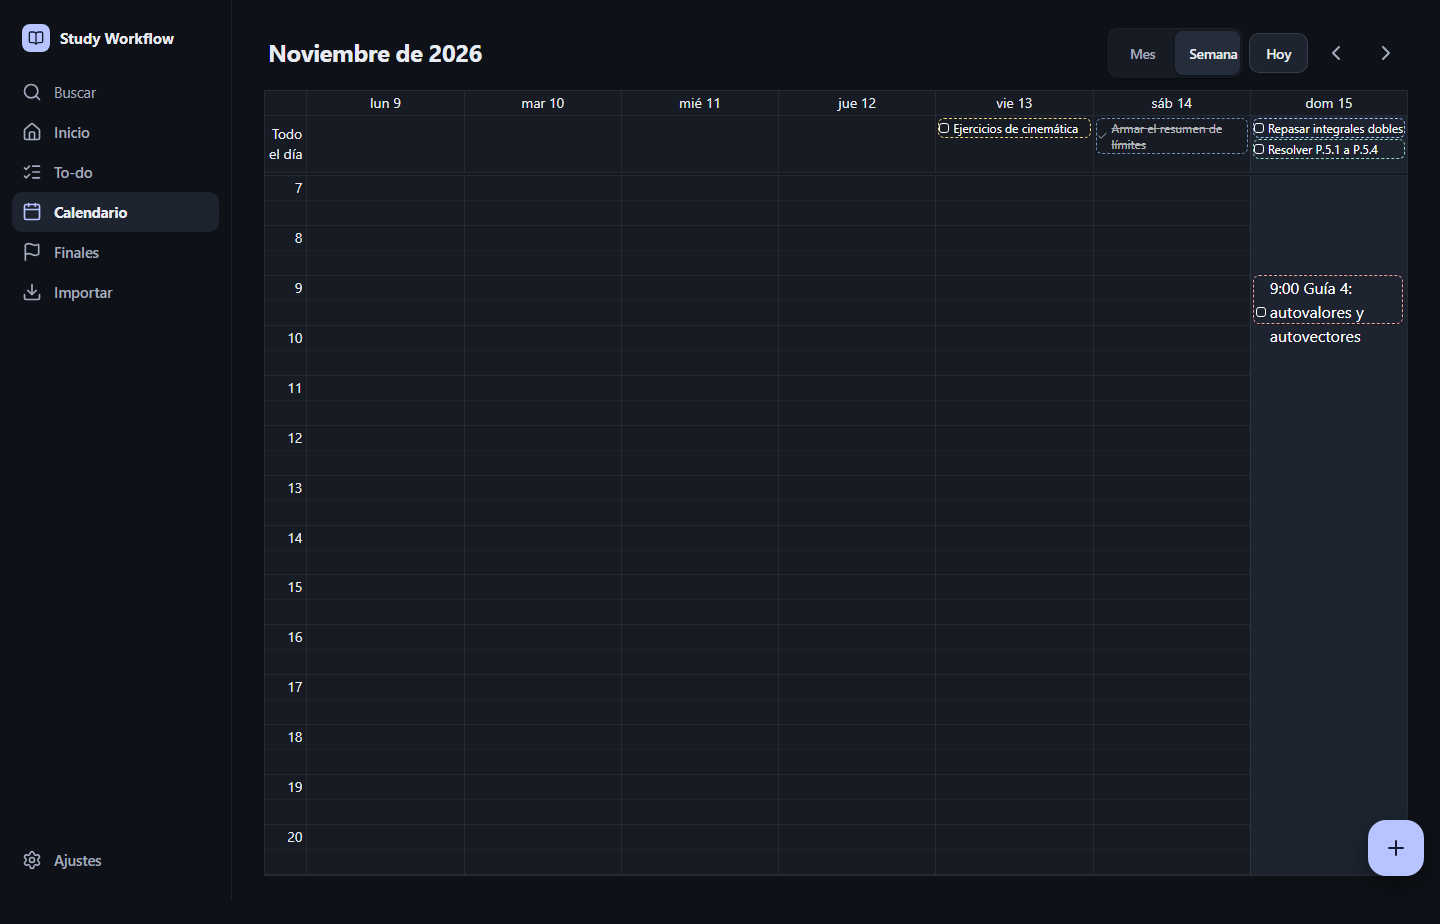 Study Workflow
Buscar
Inicio
To-do
Calendario
Finales
Importar
Ajustes
Noviembre de 2026
Mes
Semana
Hoy
lun 9
mar 10
mié 11
jue 12
vie 13
sáb 14
dom 15
Todo
el día
Ejercicios de cinemática
Armar el resumen de
límites
Repasar integrales dobles
Resolver P.5.1 a P.5.4
7
8
9
9:00 Guía 4:
autovalores y
autovectores
10
11
12
13
14
15
16
17
18
19
20